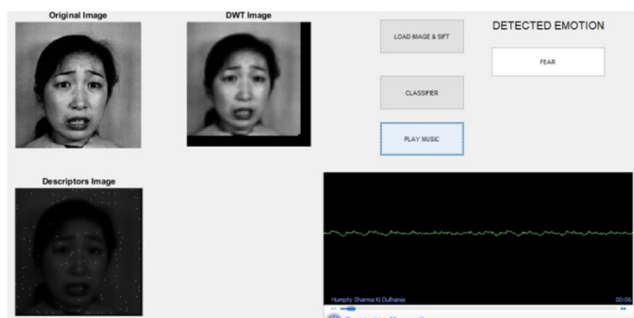 Original Image
DWT Image
LOAD IMAGE & SIFT
DETECTED EMOTION
FEAR
CLASSIFIER
PLAY MUSIC
Descriptors Image
Humpty Sharma Ki Dulhania
00:06